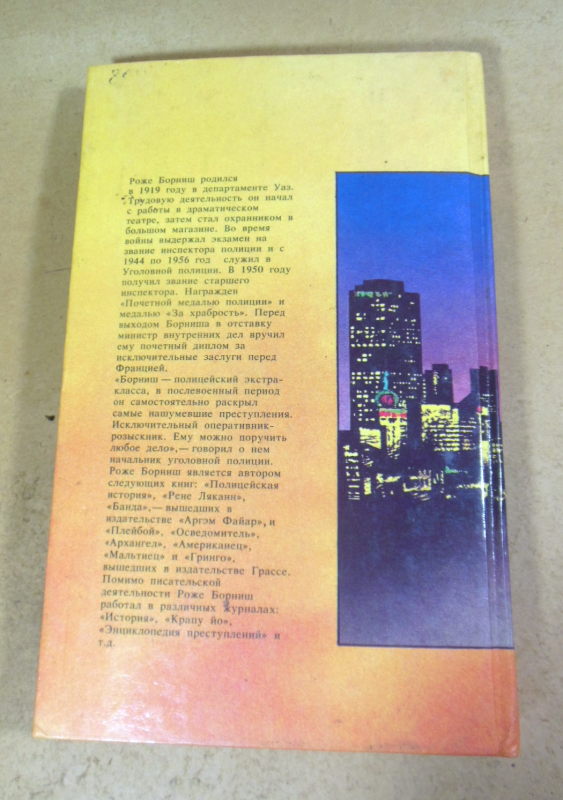 Роже Борниш родился
в 1919 году в департаменте Уаз.
Трудовую деятельность он начал
с работы в драматическом
театре, затем стал охранником в
большом магазине. Во время
войны выдержал экзамен на
звание инспектора полиции и с
1944 по 1956 год служил в
Уголовной полиции. В 1950 году
получил звание старшего
инспектора. Награжден
«Почетной медалью полиции» и
медалью «За храбрость». Перед
выходом Борниша в отставку
министр внутренних дел вручил
ему почетный диплом за
исключительные заслуги перед
Францией.
«Борниш — полицейский экстра-
класса, в послевоенный период
он самостоятельно раскрыл
самые нашумевшие преступления.
Исключительный оперативник-
розыскник. Ему можно поручить
любое дело», — говорил о нем
начальник уголовной полиции.
Роже Борниш является автором
следующих книг: «Полицейская
история», «Рене Ляканн»,
«Банда», — вышедших в
издательстве «Аргэм Файар», и
«Плейбой», «Осведомитель»,
«Архангел», «Американец»,
«Мальтиец» и «Гринго»,
вышедших в издательстве Грассе.
Помимо писательской
деятельности Роже Борниш
работал в различных журналах:
«История», «Крапу йо»,
«Энциклопедия преступлений» и
т.д.